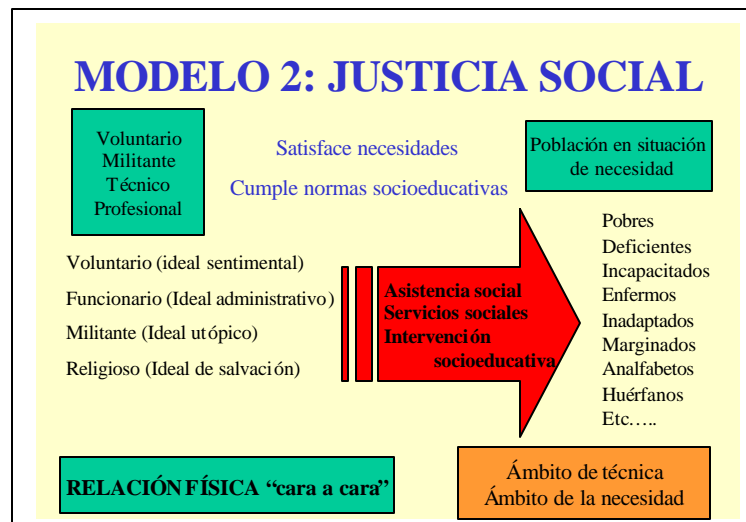 MODELO 2: JUSTICIA SOCIAL
Voluntario
Militante
Técnico
Profesional
Satisface necesidades
Cumple normas socioeducativas
Población en situación
de necesidad
Voluntario (ideal sentimental)
Funcionario (Ideal administrativo)
Militante (Ideal utópico)
Religioso (Ideal de salvación)
Asistencia social
Servicios sociales
Intervención
socioeducativa
Pobres
Deficientes
Incapacitados
Enfermos
Inadaptados
Marginados
Analfabetos
Huérfanos
Etc…..
RELACIÓN FÍSICA “cara a cara”
Ámbito de técnica
Ámbito de la necesidad